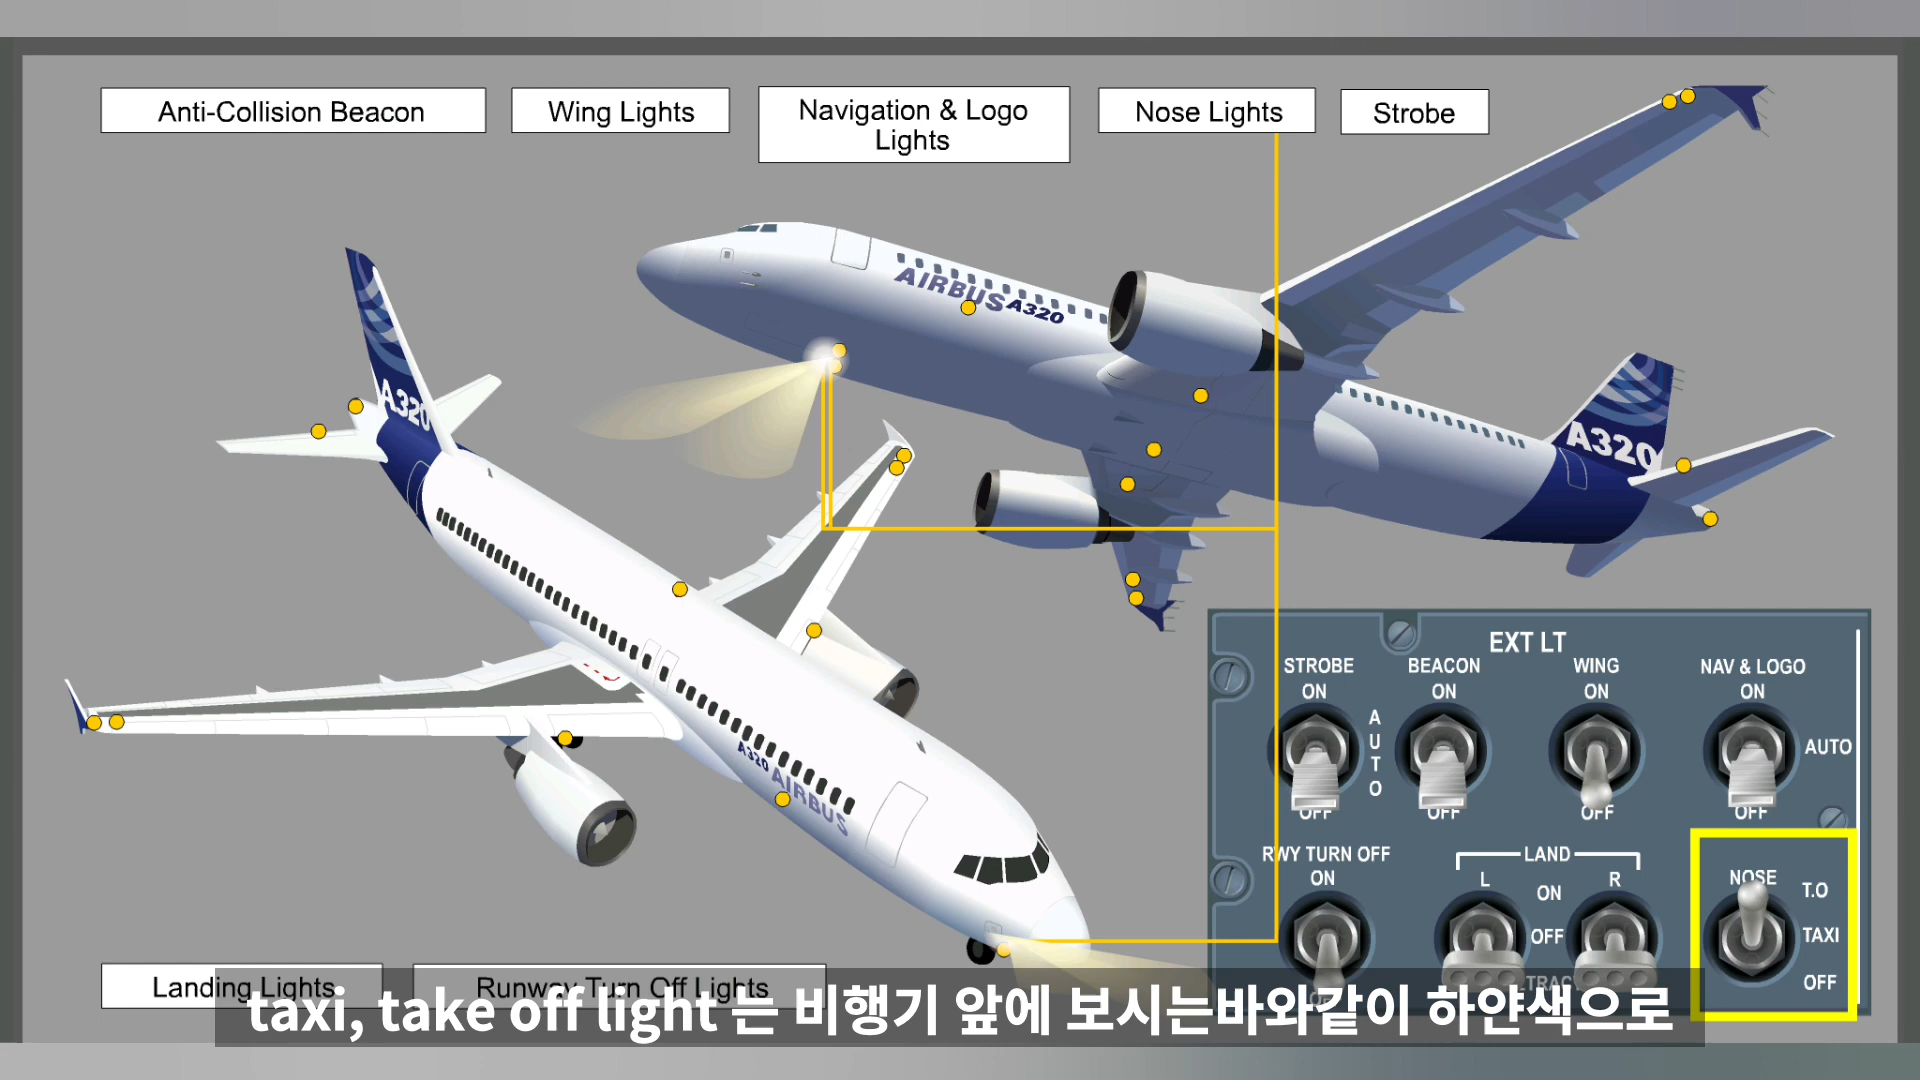 Anti-Collision Beacon
Wing Lights
Navigation & Logo
Lights
Nose Lights
Strobe
AIRBUS A320
A320
A320
A320 AIRBUS
EXT LT
STROBE
ON
A
U
T
O
OFF
BEACON
ON
OFF
WING
ON
OFF
NAV & LOGO
ON
AUTO
OFF
RWY TURN OFF
ON
OFF
LAND
L
R
ON
OFF
NOSE
T.O
TAXI
OFF
Landing Lights
Runway Turn Off Lights
taxi, take off light 는 비행기 앞에 보시는바와같이 하얀색으로